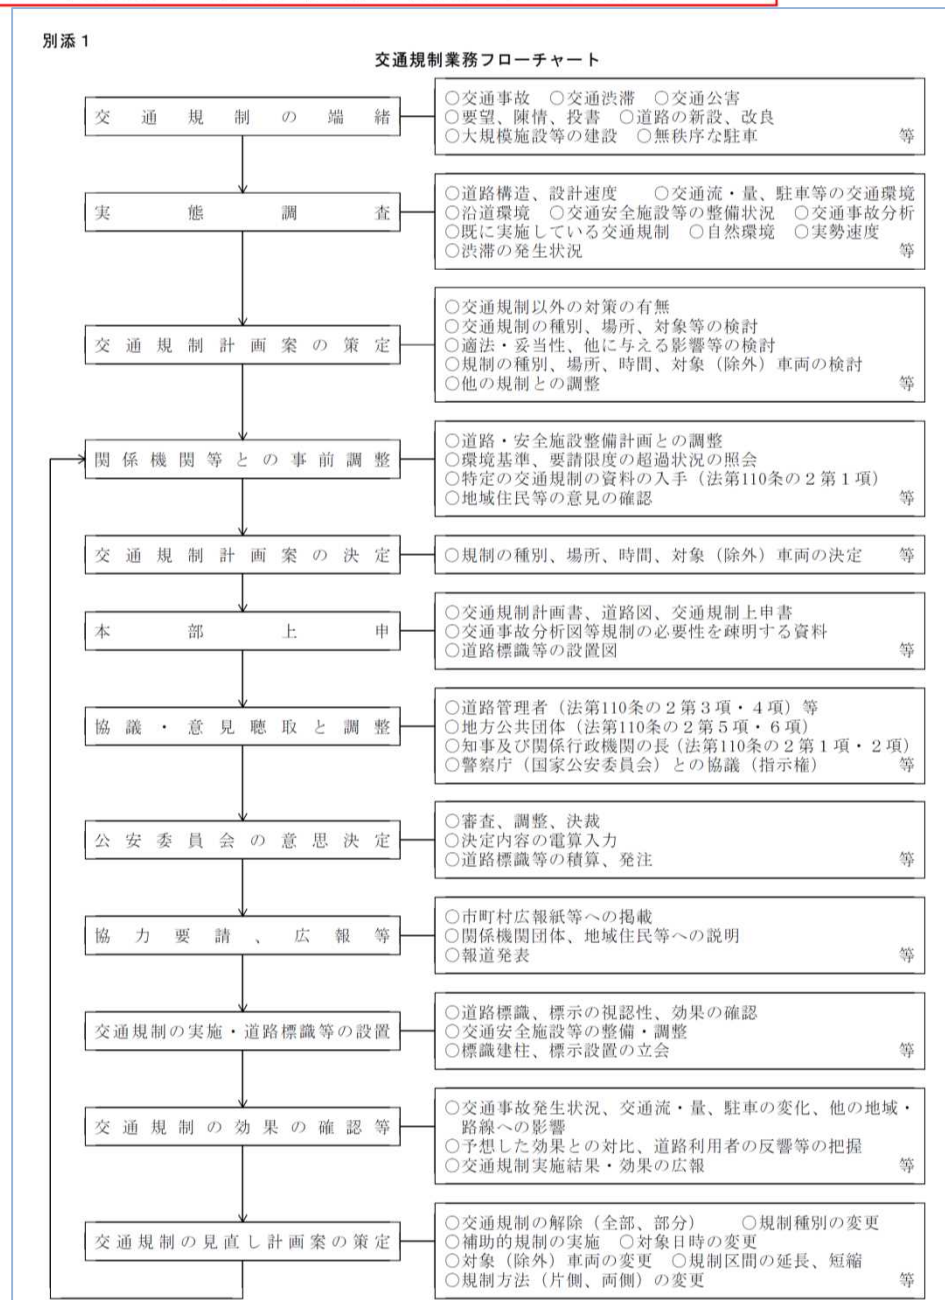 別添1
交通規制業務フローチャート
交通規制の端緒
○交通事故 ○交通渋滞 ○交通公害
○要望、陳情、投書 ○道路の新設、改良
○大規模施設等の建設 ○無秩序な駐車 等
実態調査
○道路構造、設計速度 ○交通流・量、駐車等の交通環境
○沿道環境 ○交通安全施設等の整備状況 ○交通事故分析
○既に実施している交通規制 ○自然環境 ○実勢速度
○渋滞の発生状況 等
交通規制計画案の策定
○交通規制以外の対策の有無
○交通規制の種別、場所、対象等の検討
○適法・妥当性、他に与える影響等の検討
○規制の種別、場所、時間、対象（除外）車両の検討
○他の規制との調整 等
関係機関等との事前調整
○道路・安全施設整備計画との調整
○環境基準、要請限度の超過状況の照会
○特定の交通規制の資料の入手（法第110条の２第１項）
○地域住民等の意見の確認 等
交通規制計画案の決定
○規制の種別、場所、時間、対象（除外）車両の決定 等
本部上申
○交通規制計画書、道路図、交通規制上申書
○交通事故分析図等規制の必要性を疎明する資料
○道路標識等の設置図 等
協議・意見聴取と調整
○道路管理者（法第110条の２第３項・４項）等
○地方公共団体（法第110条の２第５項・６項）
○知事及び関係行政機関の長（法第110条の２第１項・２項）
○警察庁（国家公安委員会）との協議（指示権） 等
公安委員会の意思決定
○審査、調整、決裁
○決定内容の電算入力
○道路標識等の積算、発注 等
協力要請、広報等
○市町村広報紙等への掲載
○関係機関団体、地域住民等への説明
○報道発表 等
交通規制の実施・道路標識等の設置
○道路標識、標示の視認性、効果の確認
○交通安全施設等の整備・調整
○標識建柱、標示設置の立会 等
交通規制の効果の確認等
○交通事故発生状況、交通流・量、駐車の変化、他の地域・
路線への影響
○予想した効果との対比、道路利用者の反響等の把握
○交通規制実施結果・効果の広報 等
交通規制の見直し計画案の策定
○交通規制の解除（全部、部分） ○規制種別の変更
○補助的規制の実施 ○対象日時の変更
○対象（除外）車両の変更 ○規制区間の延長、短縮
○規制方法（片側、両側）の変更 等